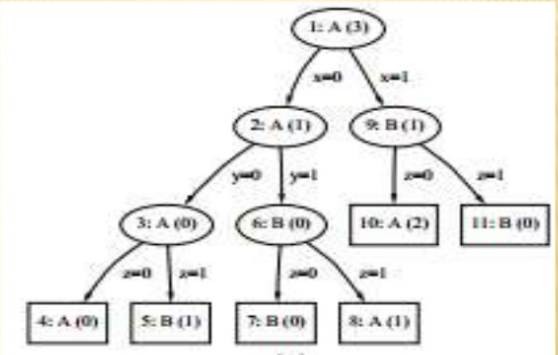 1: A (3)
x=0 x=1
2: A (1) 9: B (1)
y=0 y=1 z=0 z=1
3: A (0) 6: B (0) 10: A (2) 11: B (0)
z=0 z=1 z=0 z=1
4: A (0) 5: B (1) 7: B (0) 8: A (1)